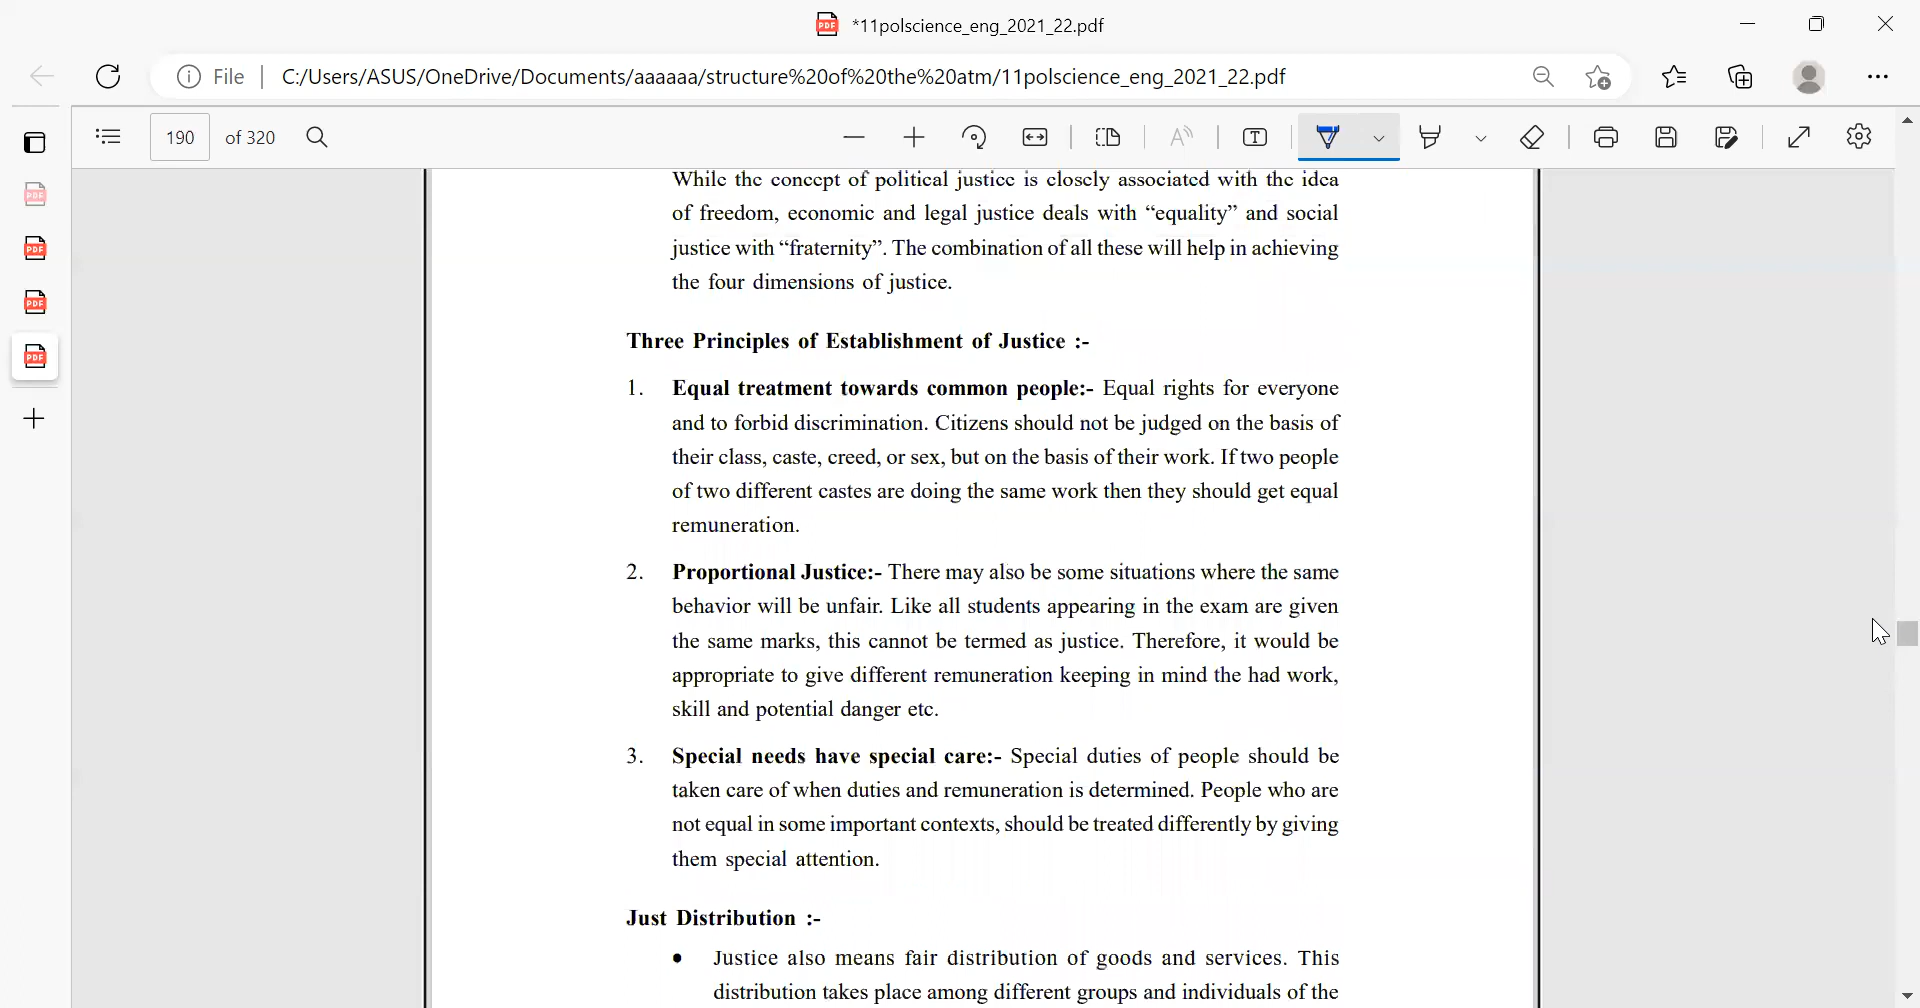 *11polscience_eng_2021_22.pdf
File
C:/Users/ASUS/OneDrive/Documents/aaaaaa/structure%20of%20the%20atm/11polscience_eng_2021_22.pdf
190 of 320
While the concept of political justice is closely associated with the idea
of freedom, economic and legal justice deals with “equality” and social
justice with “fraternity”. The combination of all these will help in achieving
the four dimensions of justice.
Three Principles of Establishment of Justice :-
1. Equal treatment towards common people:- Equal rights for everyone
and to forbid discrimination. Citizens should not be judged on the basis of
their class, caste, creed, or sex, but on the basis of their work. If two people
of two different castes are doing the same work then they should get equal
remuneration.
2. Proportional Justice:- There may also be some situations where the same
behavior will be unfair. Like all students appearing in the exam are given
the same marks, this cannot be termed as justice. Therefore, it would be
appropriate to give different remuneration keeping in mind the had work,
skill and potential danger etc.
3. Special needs have special care:- Special duties of people should be
taken care of when duties and remuneration is determined. People who are
not equal in some important contexts, should be treated differently by giving
them special attention.
Just Distribution :-
• Justice also means fair distribution of goods and services. This
distribution takes place among different groups and individuals of the